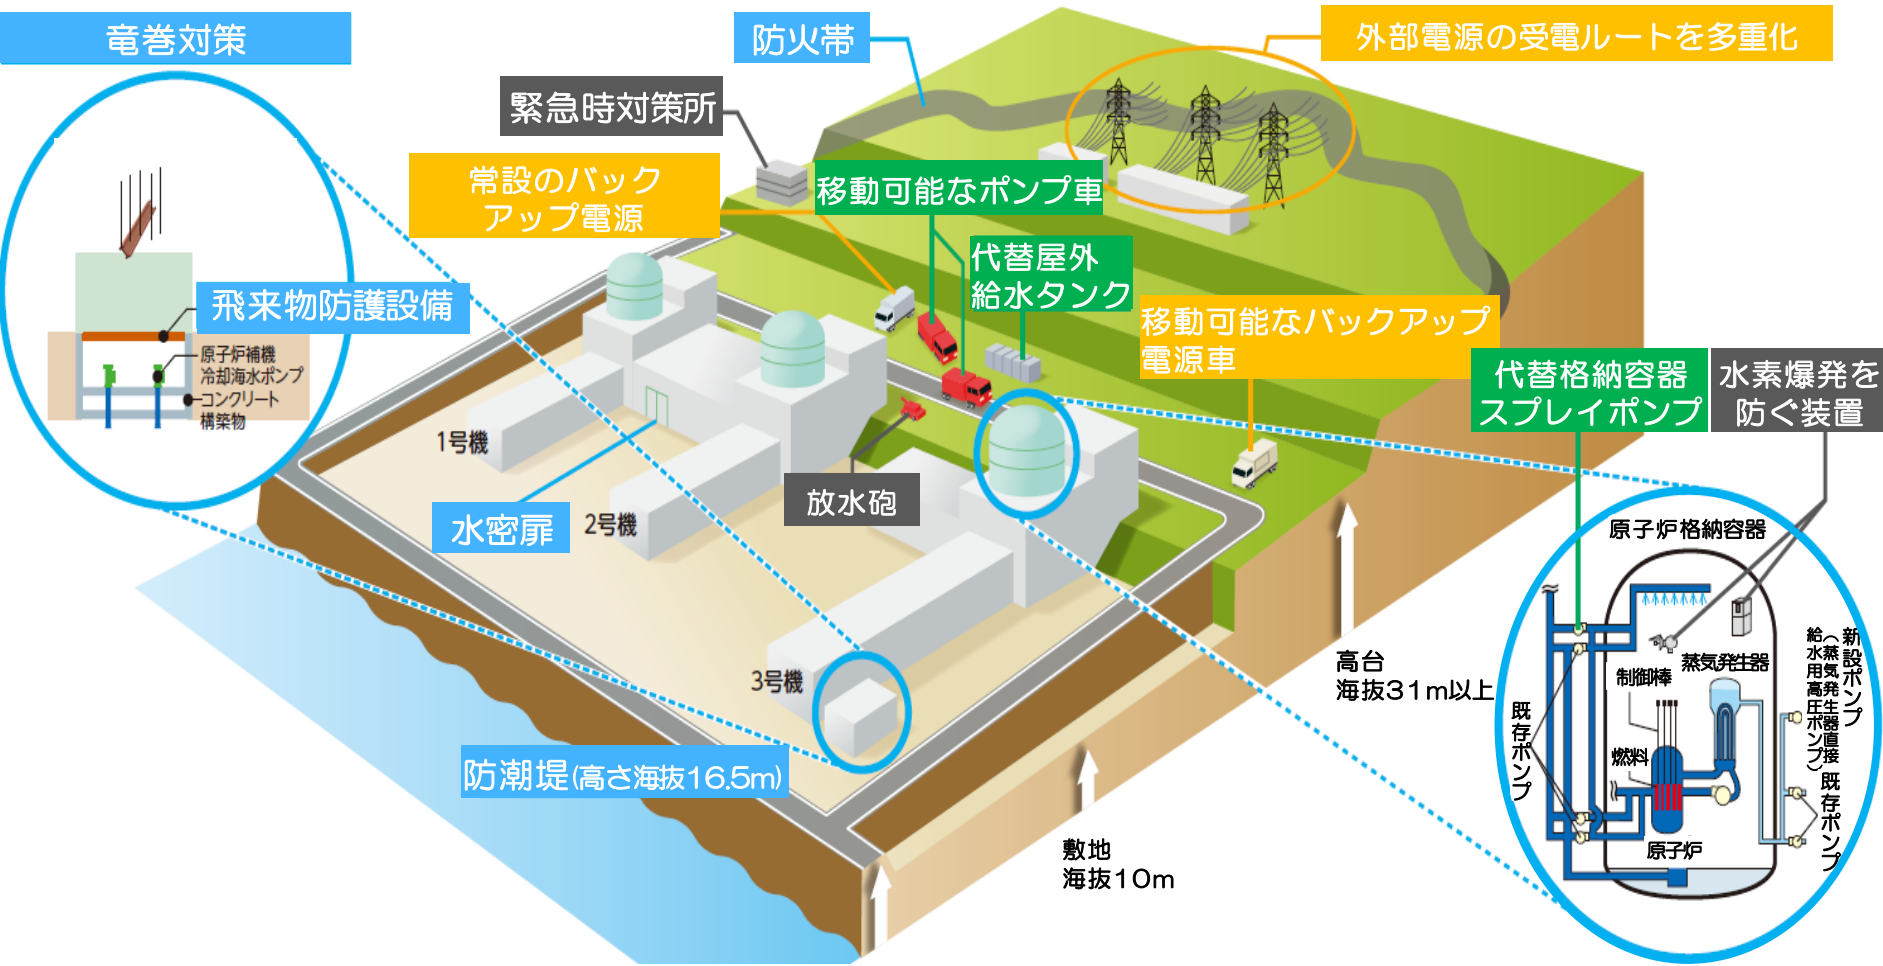 竜巻対策
防火帯
外部電源の受電ルートを多重化
緊急時対策所
常設のバック
アップ電源
移動可能なポンプ車
代替屋外
給水タンク
飛来物防護設備
移動可能なバックアップ
電源車
原子炉補機
冷却海水ポンプ
コンクリート
構築物
代替格納容器
スプレイポンプ
水素爆発を
防ぐ装置
1号機
放水砲
水密扉
2号機
原子炉格納容器
3号機
高台
海抜31m以上
蒸気発生器
制御棒
新設ポンプ
(蒸気発生器直接
給水用高圧ポンプ)
既存ポンプ
燃料
既存ポンプ
原子炉
防潮堤(高さ海抜16.5m)
敷地
海抜10m